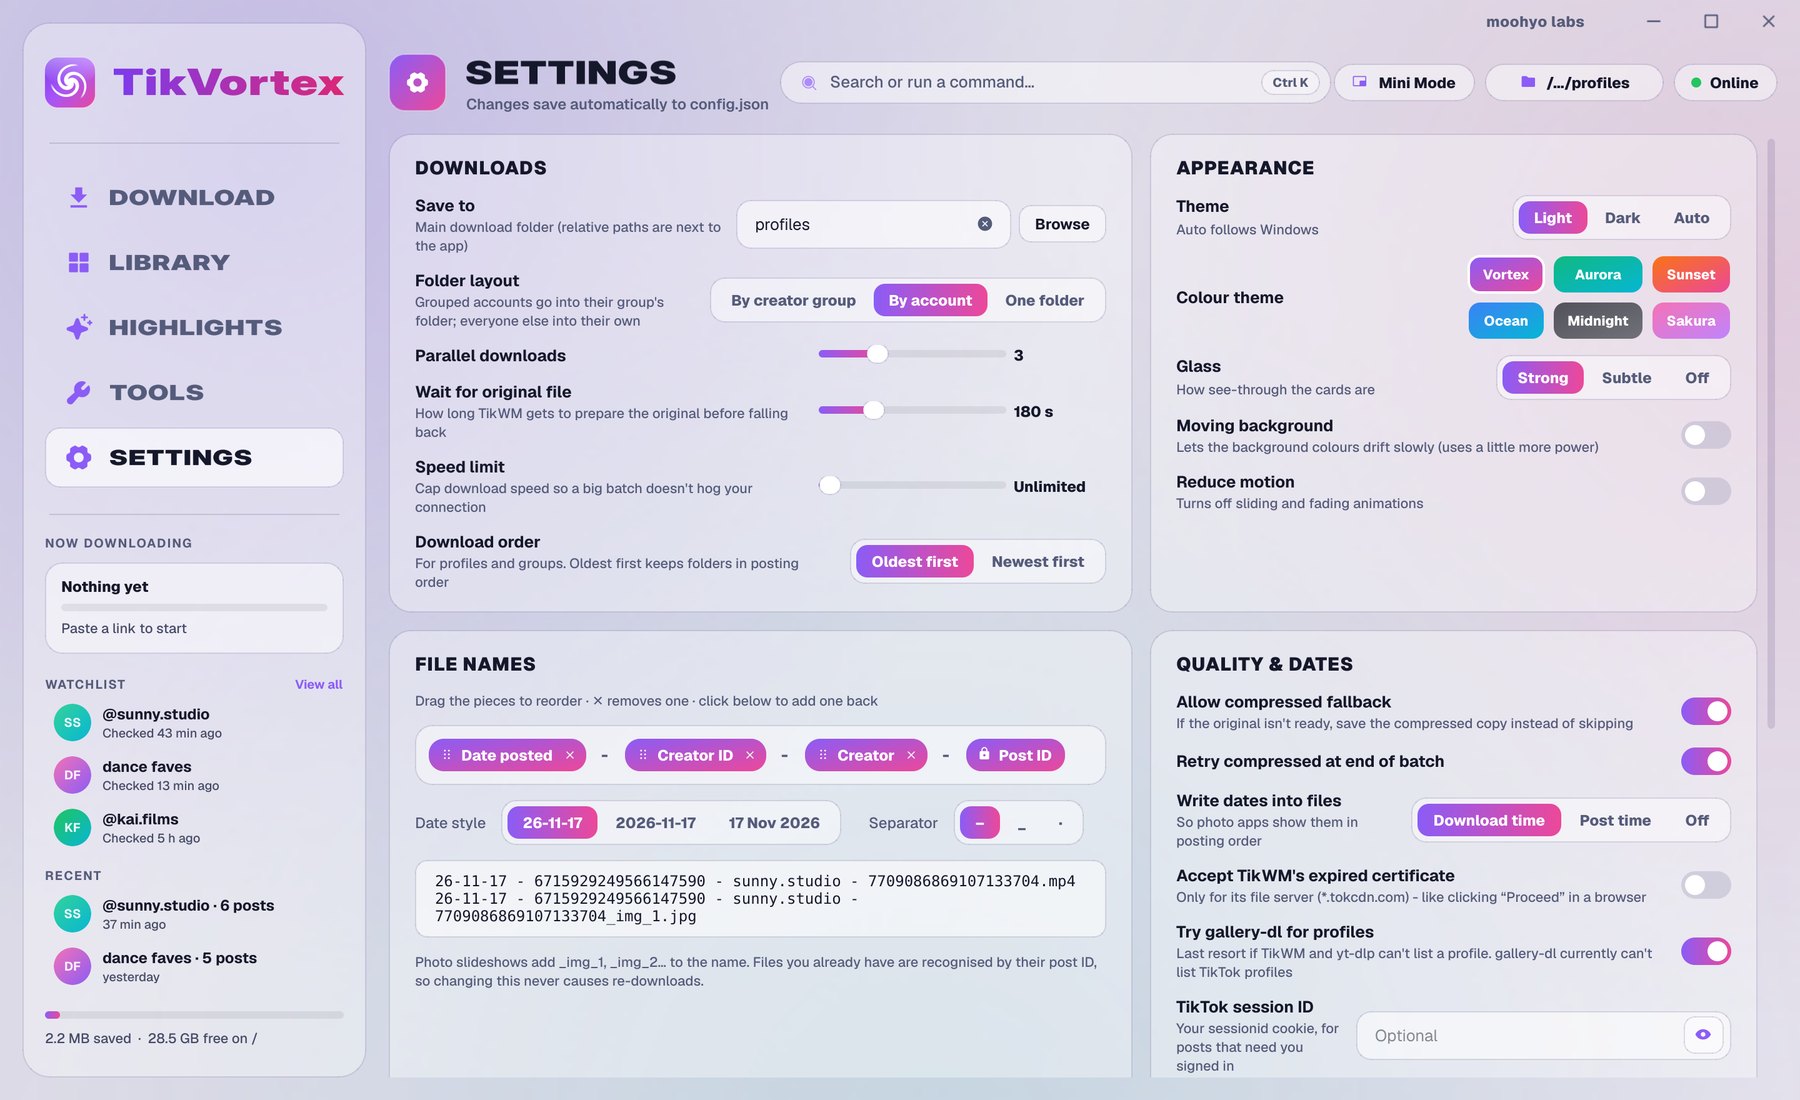 moohyo labs
TikVortex
DOWNLOAD
LIBRARY
HIGHLIGHTS
TOOLS
SETTINGS
NOW DOWNLOADING
Nothing yet
Paste a link to start
WATCHLIST View all
SS @sunny.studio
Checked 43 min ago
DF dance faves
Checked 13 min ago
KF @kai.films
Checked 5 h ago
RECENT
SS @sunny.studio · 6 posts
37 min ago
DF dance faves · 5 posts
yesterday
2.2 MB saved · 28.5 GB free on /
SETTINGS
Changes save automatically to config.json
Search or run a command... Ctrl K
Mini Mode
/.../profiles
Online
DOWNLOADS
Save to
Main download folder (relative paths are next to
the app)
profiles
Browse
Folder layout
Grouped accounts go into their group's
folder; everyone else into their own
By creator group By account One folder
Parallel downloads
3
Wait for original file
How long TikWM gets to prepare the original before falling
back
180 s
Speed limit
Cap download speed so a big batch doesn't hog your
connection
Unlimited
Download order
For profiles and groups. Oldest first keeps folders in posting
order
Oldest first Newest first
APPEARANCE
Theme
Auto follows Windows
Light Dark Auto
Colour theme
Vortex Aurora Sunset
Ocean Midnight Sakura
Glass
How see-through the cards are
Strong Subtle Off
Moving background
Lets the background colours drift slowly (uses a little more power)
Reduce motion
Turns off sliding and fading animations
FILE NAMES
Drag the pieces to reorder · × removes one · click below to add one back
Date posted × - Creator ID × - Creator × - Post ID
Date style 26-11-17 2026-11-17 17 Nov 2026 Separator – _ ·
26-11-17 - 6715929249566147590 - sunny.studio - 7709086869107133704.mp4
26-11-17 - 6715929249566147590 - sunny.studio -
7709086869107133704_img_1.jpg
Photo slideshows add _img_1, _img_2... to the name. Files you already have are recognised by their post ID,
so changing this never causes re-downloads.
QUALITY & DATES
Allow compressed fallback
If the original isn't ready, save the compressed copy instead of skipping
Retry compressed at end of batch
Write dates into files
So photo apps show them in
posting order
Download time Post time Off
Accept TikWM's expired certificate
Only for its file server (*.tokcdn.com) - like clicking “Proceed” in a browser
Try gallery-dl for profiles
Last resort if TikWM and yt-dlp can't list a profile. gallery-dl currently can't
list TikTok profiles
TikTok session ID
Your sessionid cookie, for
posts that need you
signed in
Optional